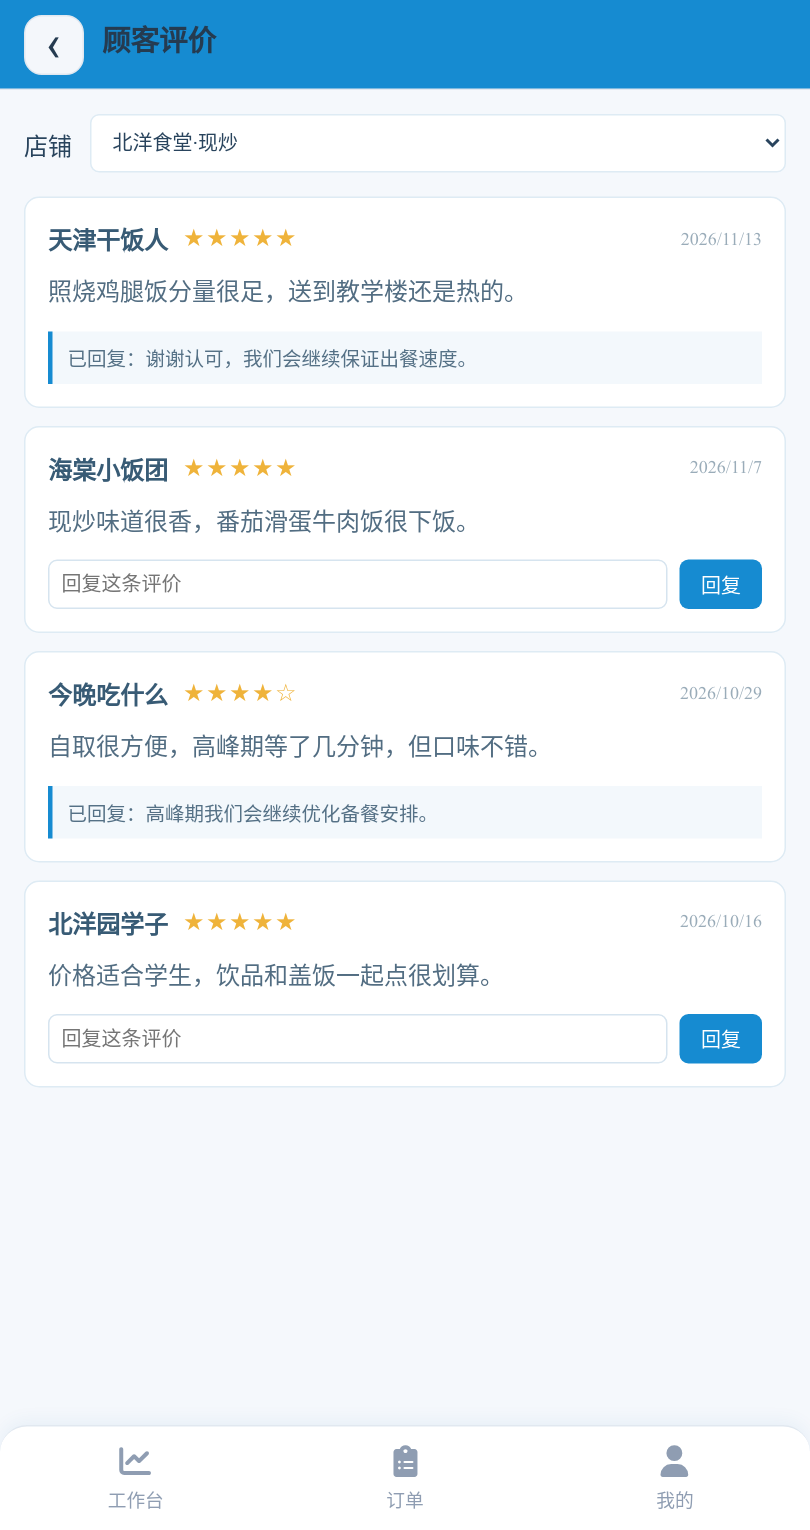 顾客评价
店铺 北洋食堂·现炒
天津干饭人 ★★★★★ 2026/11/13
照烧鸡腿饭分量很足，送到教学楼还是热的。
已回复：谢谢认可，我们会继续保证出餐速度。
海棠小饭团 ★★★★★ 2026/11/7
现炒味道很香，番茄滑蛋牛肉饭很下饭。
回复这条评价 回复
今晚吃什么 ★★★★☆ 2026/10/29
自取很方便，高峰期等了几分钟，但口味不错。
已回复：高峰期我们会继续优化备餐安排。
北洋园学子 ★★★★★ 2026/10/16
价格适合学生，饮品和盖饭一起点很划算。
回复这条评价 回复
工作台 订单 我的